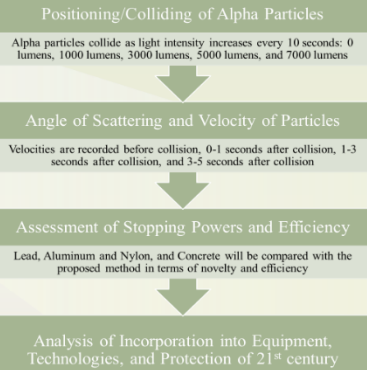 Positioning/Colliding of Alpha Particles
Alpha particles collide as light intensity increases every 10 seconds: 0
lumens, 1000 lumens, 3000 lumens, 5000 lumens, and 7000 lumens
Angle of Scattering and Velocity of Particles
Velocities are recorded before collision, 0-1 seconds after collision, 1-3
seconds after collision, and 3-5 seconds after collision
Assessment of Stopping Powers and Efficiency
Lead, Aluminum and Nylon, and Concrete will be compared with the
proposed method in terms of novelty and efficiency
Analysis of Incorporation into Equipment,
Technologies, and Protection of 21st century